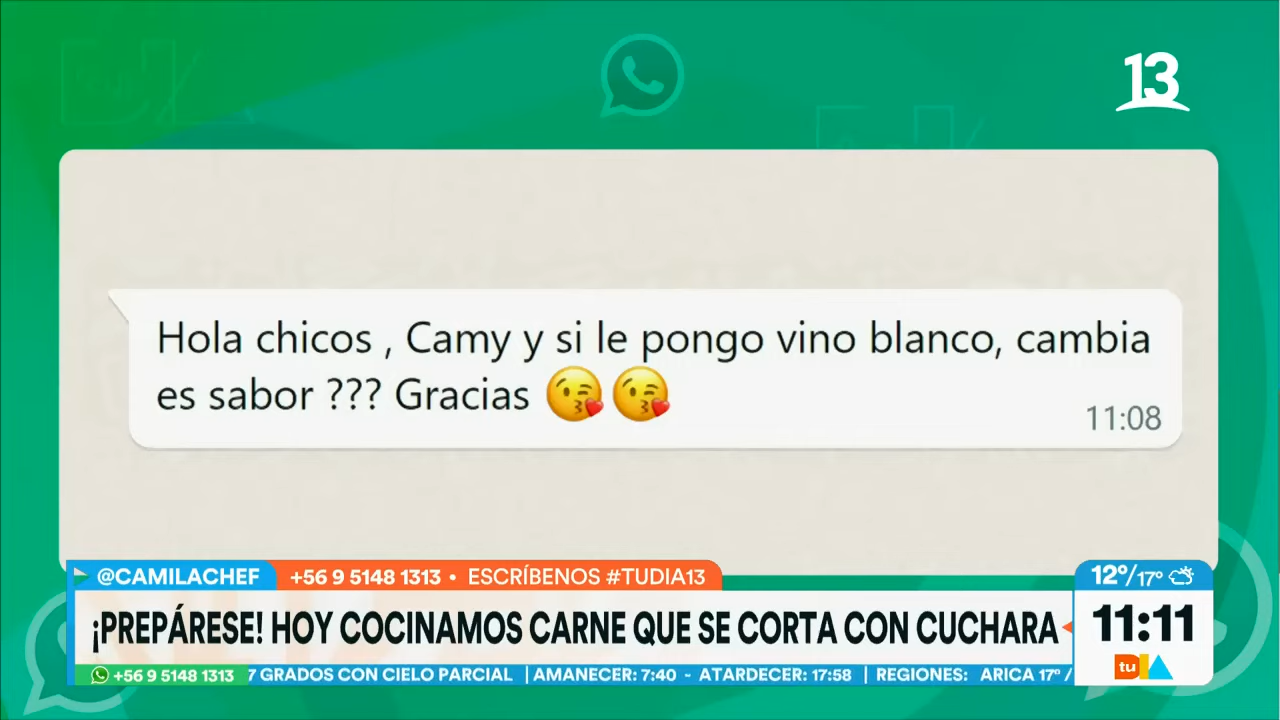 13
Hola chicos , Camy y si le pongo vino blanco, cambia
es sabor ??? Gracias 😘😘
11:08
@CAMILACHEF +56 9 5148 1313 • ESCRÍBENOS #TUDIA13
12°/17°
¡PREPÁRESE! HOY COCINAMOS CARNE QUE SE CORTA CON CUCHARA
11:11
+56 9 5148 1313 7 GRADOS CON CIELO PARCIAL | AMANECER: 7:40 - ATARDECER: 17:58 | REGIONES: ARICA 17º /
tu DIA